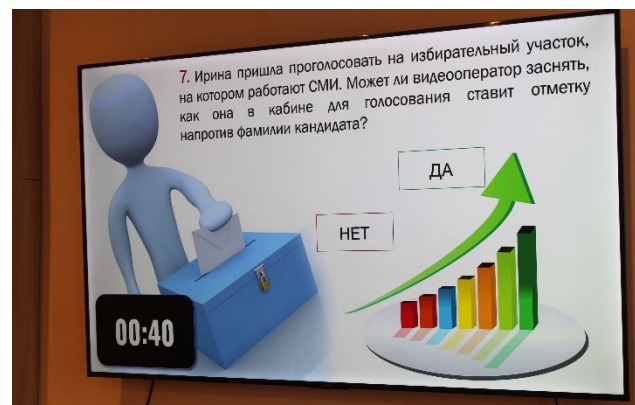 7. Ирина пришла проголосовать на избирательный участок,
на котором работают СМИ. Может ли видеооператор заснять,
как она в кабине для голосования ставит отметку
напротив фамилии кандидата?
ДА
НЕТ
00:40